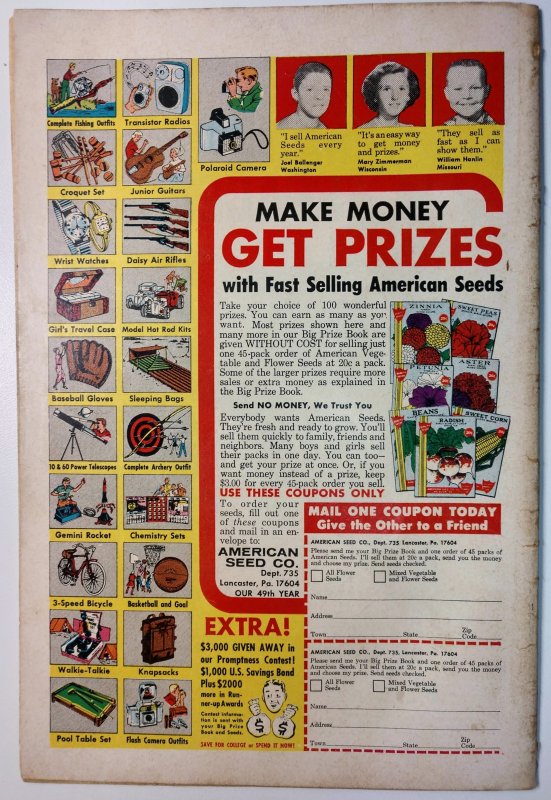 Complete Fishing Outfits
Transistor Radios
Polaroid Camera
Croquet Set
Junior Guitars
Wrist Watches
Daisy Air Rifles
Girl's Travel Case
Model Hot Rod Kits
Baseball Gloves
Sleeping Bags
10 & 60 Power Telescopes
Complete Archery Outfit
Gemini Rocket
Chemistry Sets
3-Speed Bicycle
Basketball and Goal
Walkie-Talkie
Knapsacks
Pool Table Set
Flash Camera Outfits
"I sell American
Seeds every
year."
Joel Ballenger
Washington
"It's an easy way
to get money
and prizes."
Mary Zimmerman
Wisconsin
"They sell as
fast as I can
show them."
William Hanlin
Missouri
MAKE MONEY
GET PRIZES
with Fast Selling American Seeds
Take your choice of 100 wonderful
prizes. You can earn as many as you
want. Most prizes shown here and
many more in our Big Prize Book are
given WITHOUT COST for selling just
one 45-pack order of American Vege-
table and Flower Seeds at 20c a pack.
Some of the larger prizes require more
sales or extra money as explained in
the Big Prize Book.
Send NO MONEY, We Trust You
Everybody wants American Seeds.
They're fresh and ready to grow. You'll
sell them quickly to family, friends and
neighbors. Many boys and girls sell
their packs in one day. You can too—
and get your prize at once. Or, if you
want money instead of a prize, keep
$3.00 for every 45-pack order you sell.
USE THESE COUPONS ONLY
To order your
seeds, fill out one
of these coupons
and mail in an en-
velope to:
AMERICAN
SEED CO.
Dept. 735
Lancaster, Pa. 17604
OUR 49th YEAR
ZINNIA
SWEET PEAS
PETUNIA
ASTER
BEANS
RADISH
SWEET CORN
EXTRA!
$3,000 GIVEN AWAY in
our Promptness Contest!
$1,000 U.S. Savings Bond
Plus $2000
more in Run-
ner-up Awards
Contest informa-
tion is sent with
your Big Prize
Book and Seeds.
$ $
SAVE FOR COLLEGE or SPEND IT NOW!
MAIL ONE COUPON TODAY
Give the Other to a Friend
AMERICAN SEED CO., Dept. 735 Lancaster, Pa. 17604
Please send me your Big Prize Book and one order of 45 packs of
American Seeds. I'll sell them at 20c a pack, send you the money
and choose my prize. Send seeds checked.
All Flower
Seeds
Mixed Vegetable
and Flower Seeds
Name
Address
Town State Zip Code
AMERICAN SEED CO., Dept. 735, Lancaster, Pa. 17604
Please send me your Big Prize Book and one order of 45 packs of
American Seeds. I'll sell them at 20c a pack, send you the money
and choose my prize. Send seeds checked.
All Flower
Seeds
Mixed Vegetable
and Flower Seeds
Name
Address
Town State Zip Code